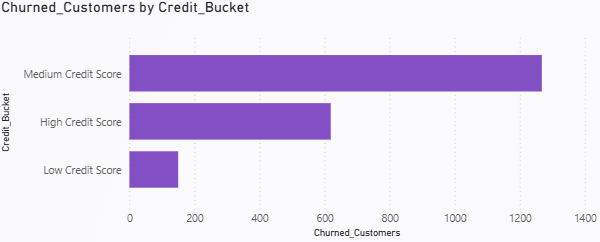 Churned_Customers by Credit_Bucket
Credit_Bucket
Medium Credit Score
High Credit Score
Low Credit Score
0 200 400 600 800 1000 1200 1400
Churned_Customers